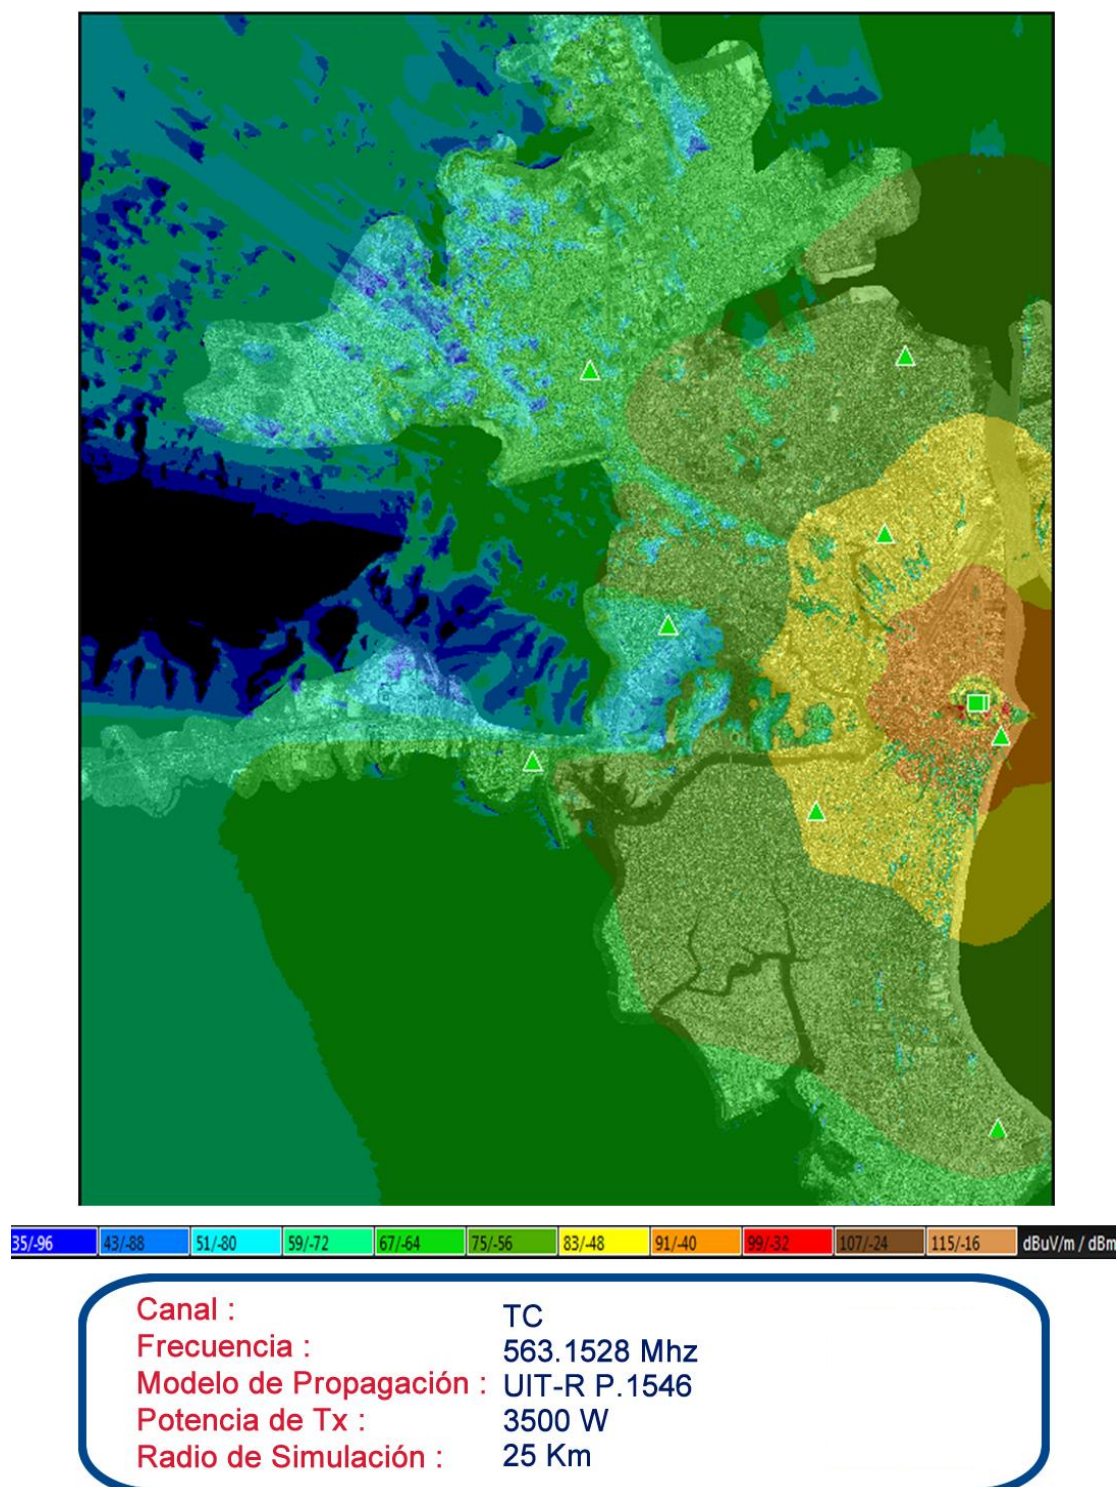 35/-96 43/-88 51/-80 59/-72 67/-64 75/-56 83/-48 91/-40 99/-32 107/-24 115/-16 dBuV/m / dBm
Canal : TC
Frecuencia : 563.1528 Mhz
Modelo de Propagación : UIT-R P.1546
Potencia de Tx : 3500 W
Radio de Simulación : 25 Km